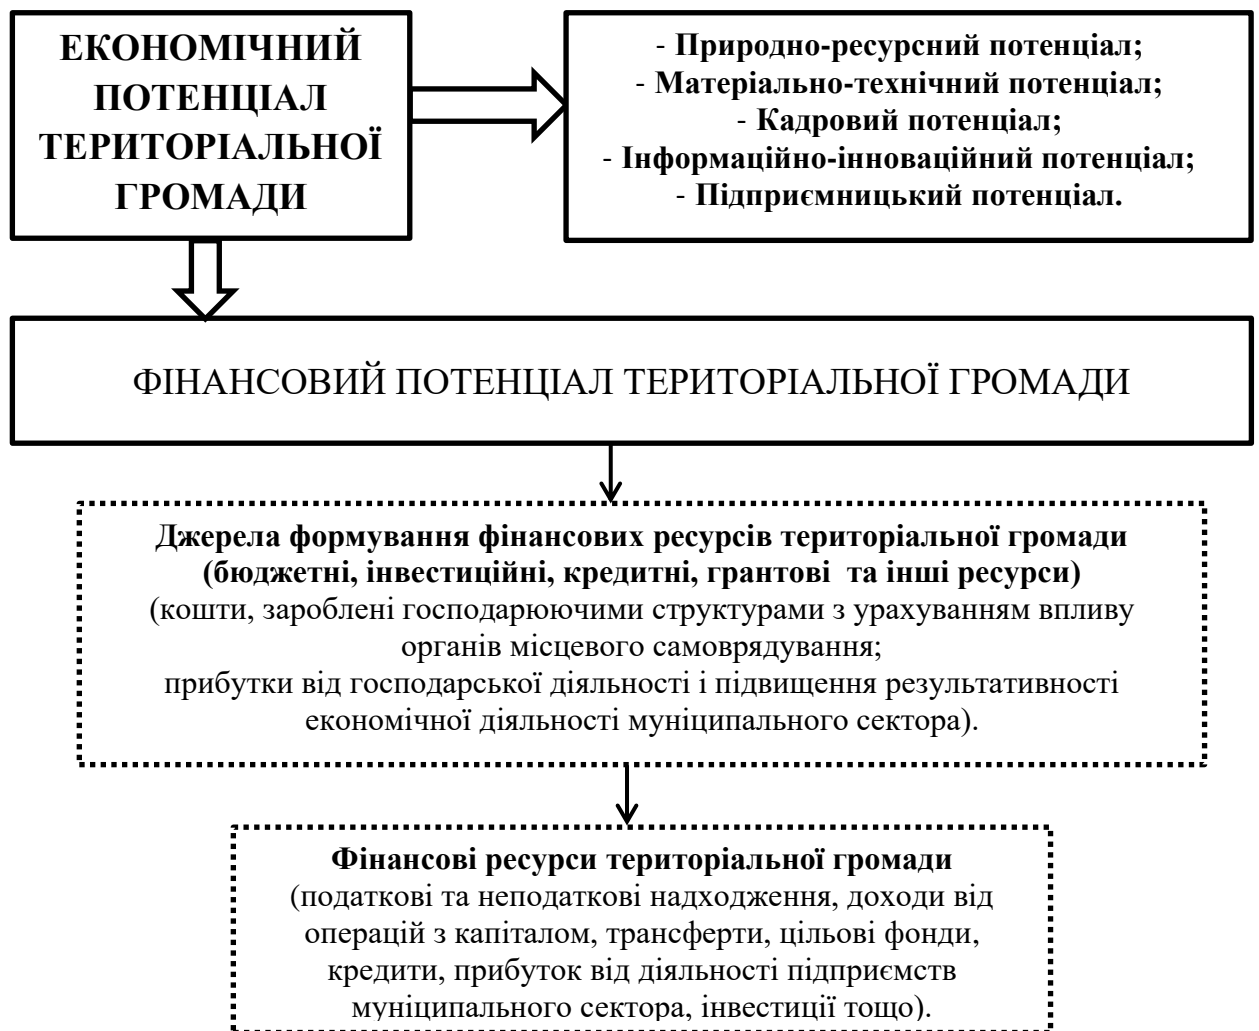 ЕКОНОМІЧНИЙ
ПОТЕНЦІАЛ
ТЕРИТОРІАЛЬНОЇ
ГРОМАДИ
- Природно-ресурсний потенціал;
- Матеріально-технічний потенціал;
- Кадровий потенціал;
- Інформаційно-інноваційний потенціал;
- Підприємницький потенціал.
ФІНАНСОВИЙ ПОТЕНЦІАЛ ТЕРИТОРІАЛЬНОЇ ГРОМАДИ
Джерела формування фінансових ресурсів територіальної громади
(бюджетні, інвестиційні, кредитні, грантові та інші ресурси)
(кошти, зароблені господарюючими структурами з урахуванням впливу
органів місцевого самоврядування;
прибутки від господарської діяльності і підвищення результативності
економічної діяльності муніципального сектора).
Фінансові ресурси територіальної громади
(податкові та неподаткові надходження, доходи від
операцій з капіталом, трансферти, цільові фонди,
кредити, прибуток від діяльності підприємств
муніципального сектора, інвестиції тощо).